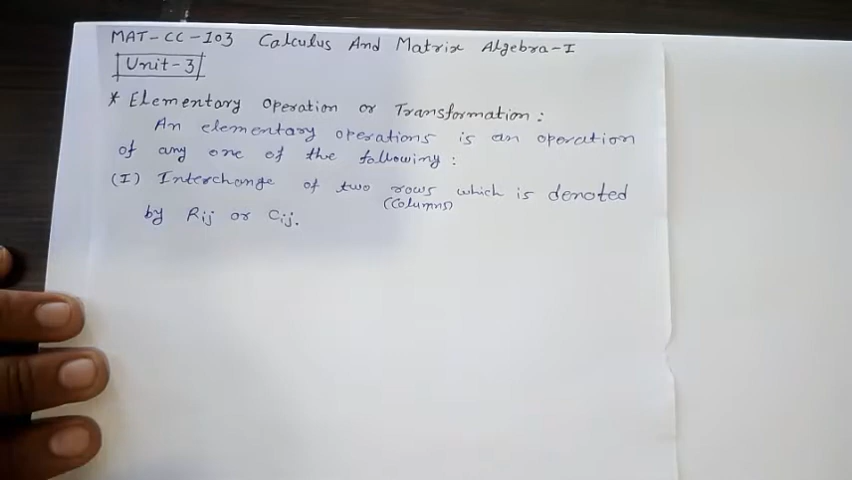 MAT-CC-103 Calculus And Matrix Algebra-I
Unit-3
* Elementary Operation or Transformation:
An elementary operations is an operation
of any one of the following:
(I) Interchange of two rows which is denoted
(Columns)
by Rij or Cij.